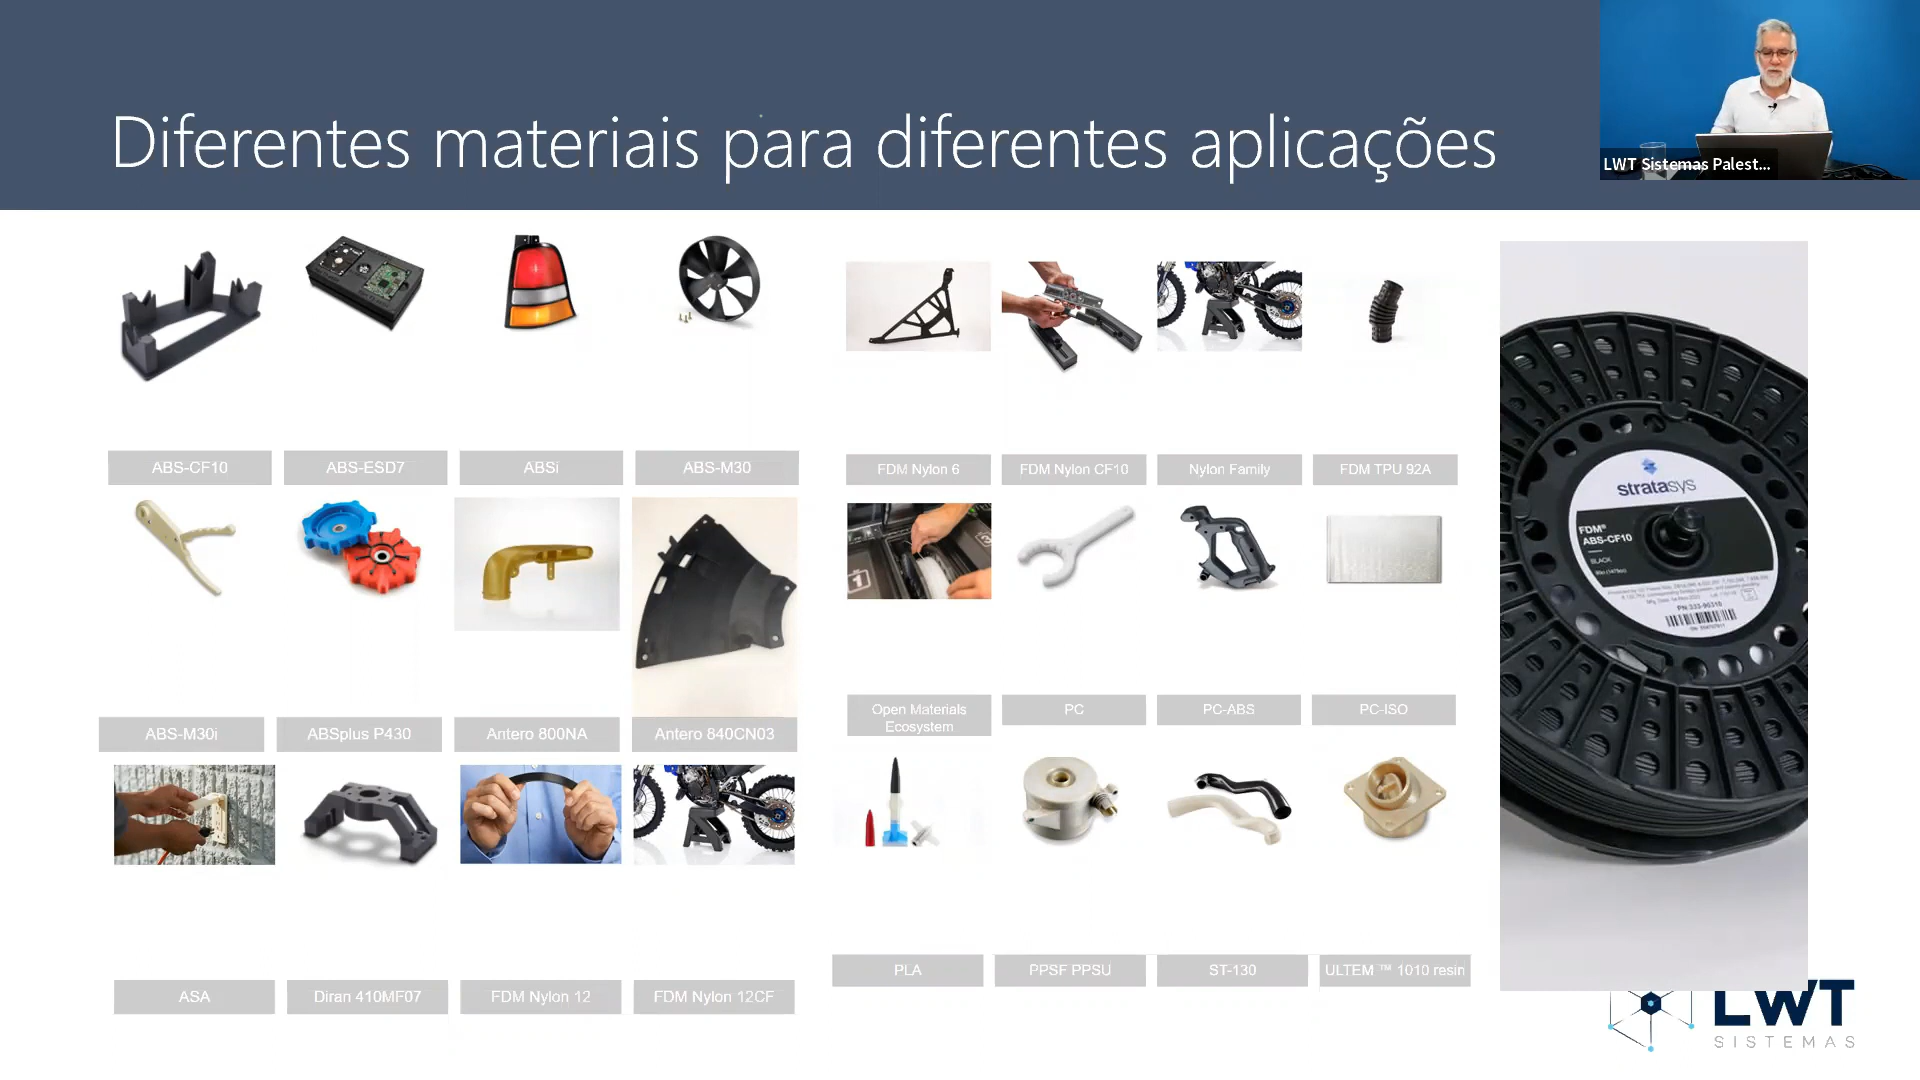 Diferentes materiais para diferentes aplicações
LWT Sistemas Palest...
ABS-CF10
ABS-ESD7
ABSi
ABS-M30
FDM Nylon 6
FDM Nylon CF10
Nylon Family
FDM TPU 92A
ABS-M30i
ABSplus P430
Antero 800NA
Antero 840CN03
Open Materials
Ecosystem
PC
PC-ABS
PC-ISO
ASA
Diran 410MF07
FDM Nylon 12
FDM Nylon 12CF
PLA
PPSF PPSU
ST-130
ULTEM ™ 1010 resin
stratasys
FDM®
ABS-CF10
BLACK
PN:333-90310
LWT
SISTEMAS